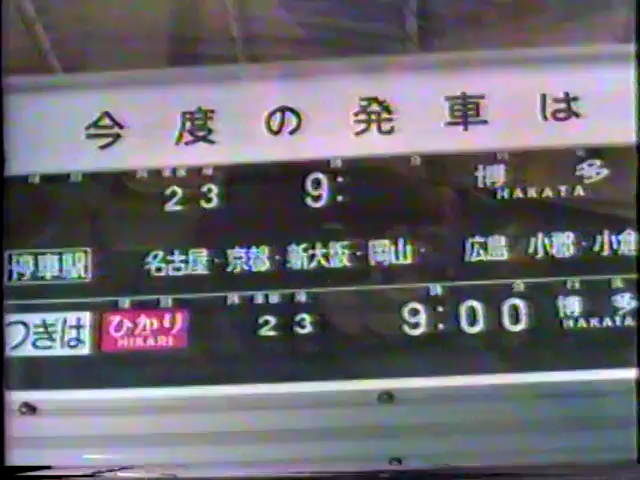 今度の発車は
23 9: 博多
HAKATA
停車駅 名古屋・京都・新大阪・岡山・ 広島 小郡・小倉
つぎは ひかり 23 9:00 博多
HIKARI HAKATA